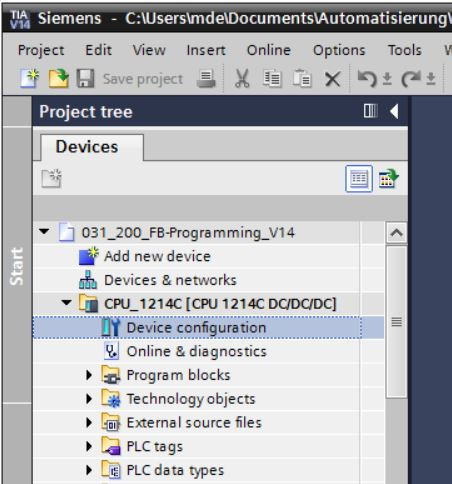 TIA V14 Siemens - C:\Users\mde\Documents\Automatisierung\
Project Edit View Insert Online Options Tools
Save project
Project tree
Devices
Start
031_200_FB-Programming_V14
Add new device
Devices & networks
CPU_1214C [CPU 1214C DC/DC/DC]
Device configuration
Online & diagnostics
Program blocks
Technology objects
External source files
PLC tags
PLC data types